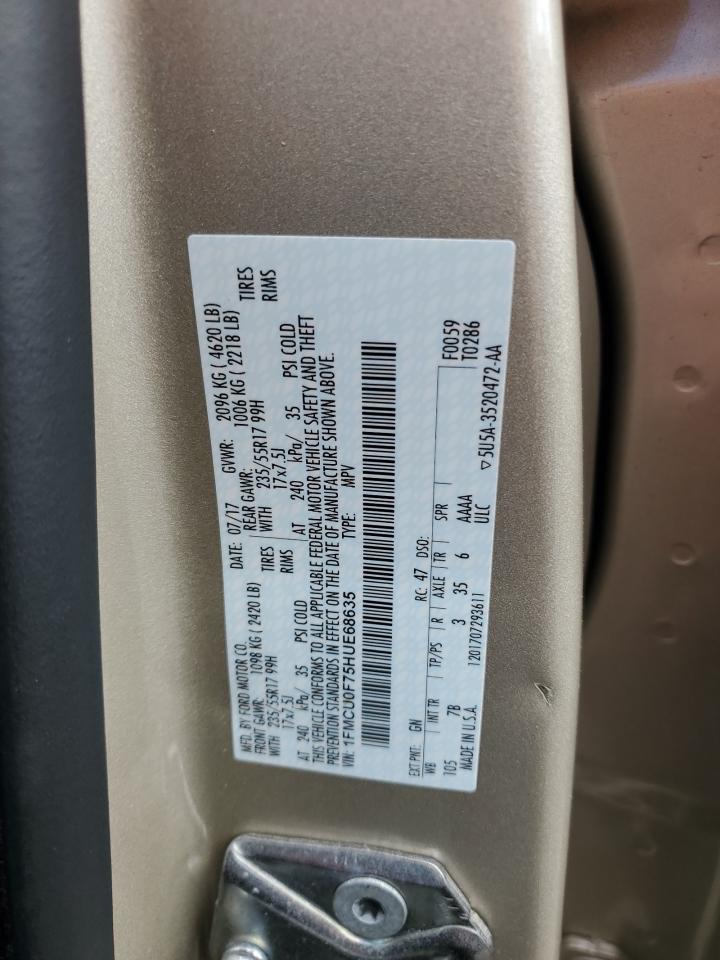 MFD. BY FORD MOTOR CO.
DATE: 07/17 GVWR: 2096 KG ( 4620 LB)
FRONT GAWR: 1098 KG ( 2420 LB) REAR GAWR: 1006 KG ( 2218 LB)
WITH 235/55R17 99H TIRES WITH 235/55R17 99H TIRES
17x7.5J RIMS 17x7.5J RIMS
AT 240 kPa/ 35 PSI COLD AT 240 kPa/ 35 PSI COLD
THIS VEHICLE CONFORMS TO ALL APPLICABLE FEDERAL MOTOR VEHICLE SAFETY AND THEFT
PREVENTION STANDARDS IN EFFECT ON THE DATE OF MANUFACTURE SHOWN ABOVE.
VIN: 1FMCU0F75HUE68635 TYPE: MPV
EXT PNT: GN RC: 47 DSO: F0059
WB INT TR TP/PS R AXLE TR SPR T0286
105 7B 3 35 6 AAAA
MADE IN U.S.A. 1201707293611 ULC ▽5U5A-3520472-AA